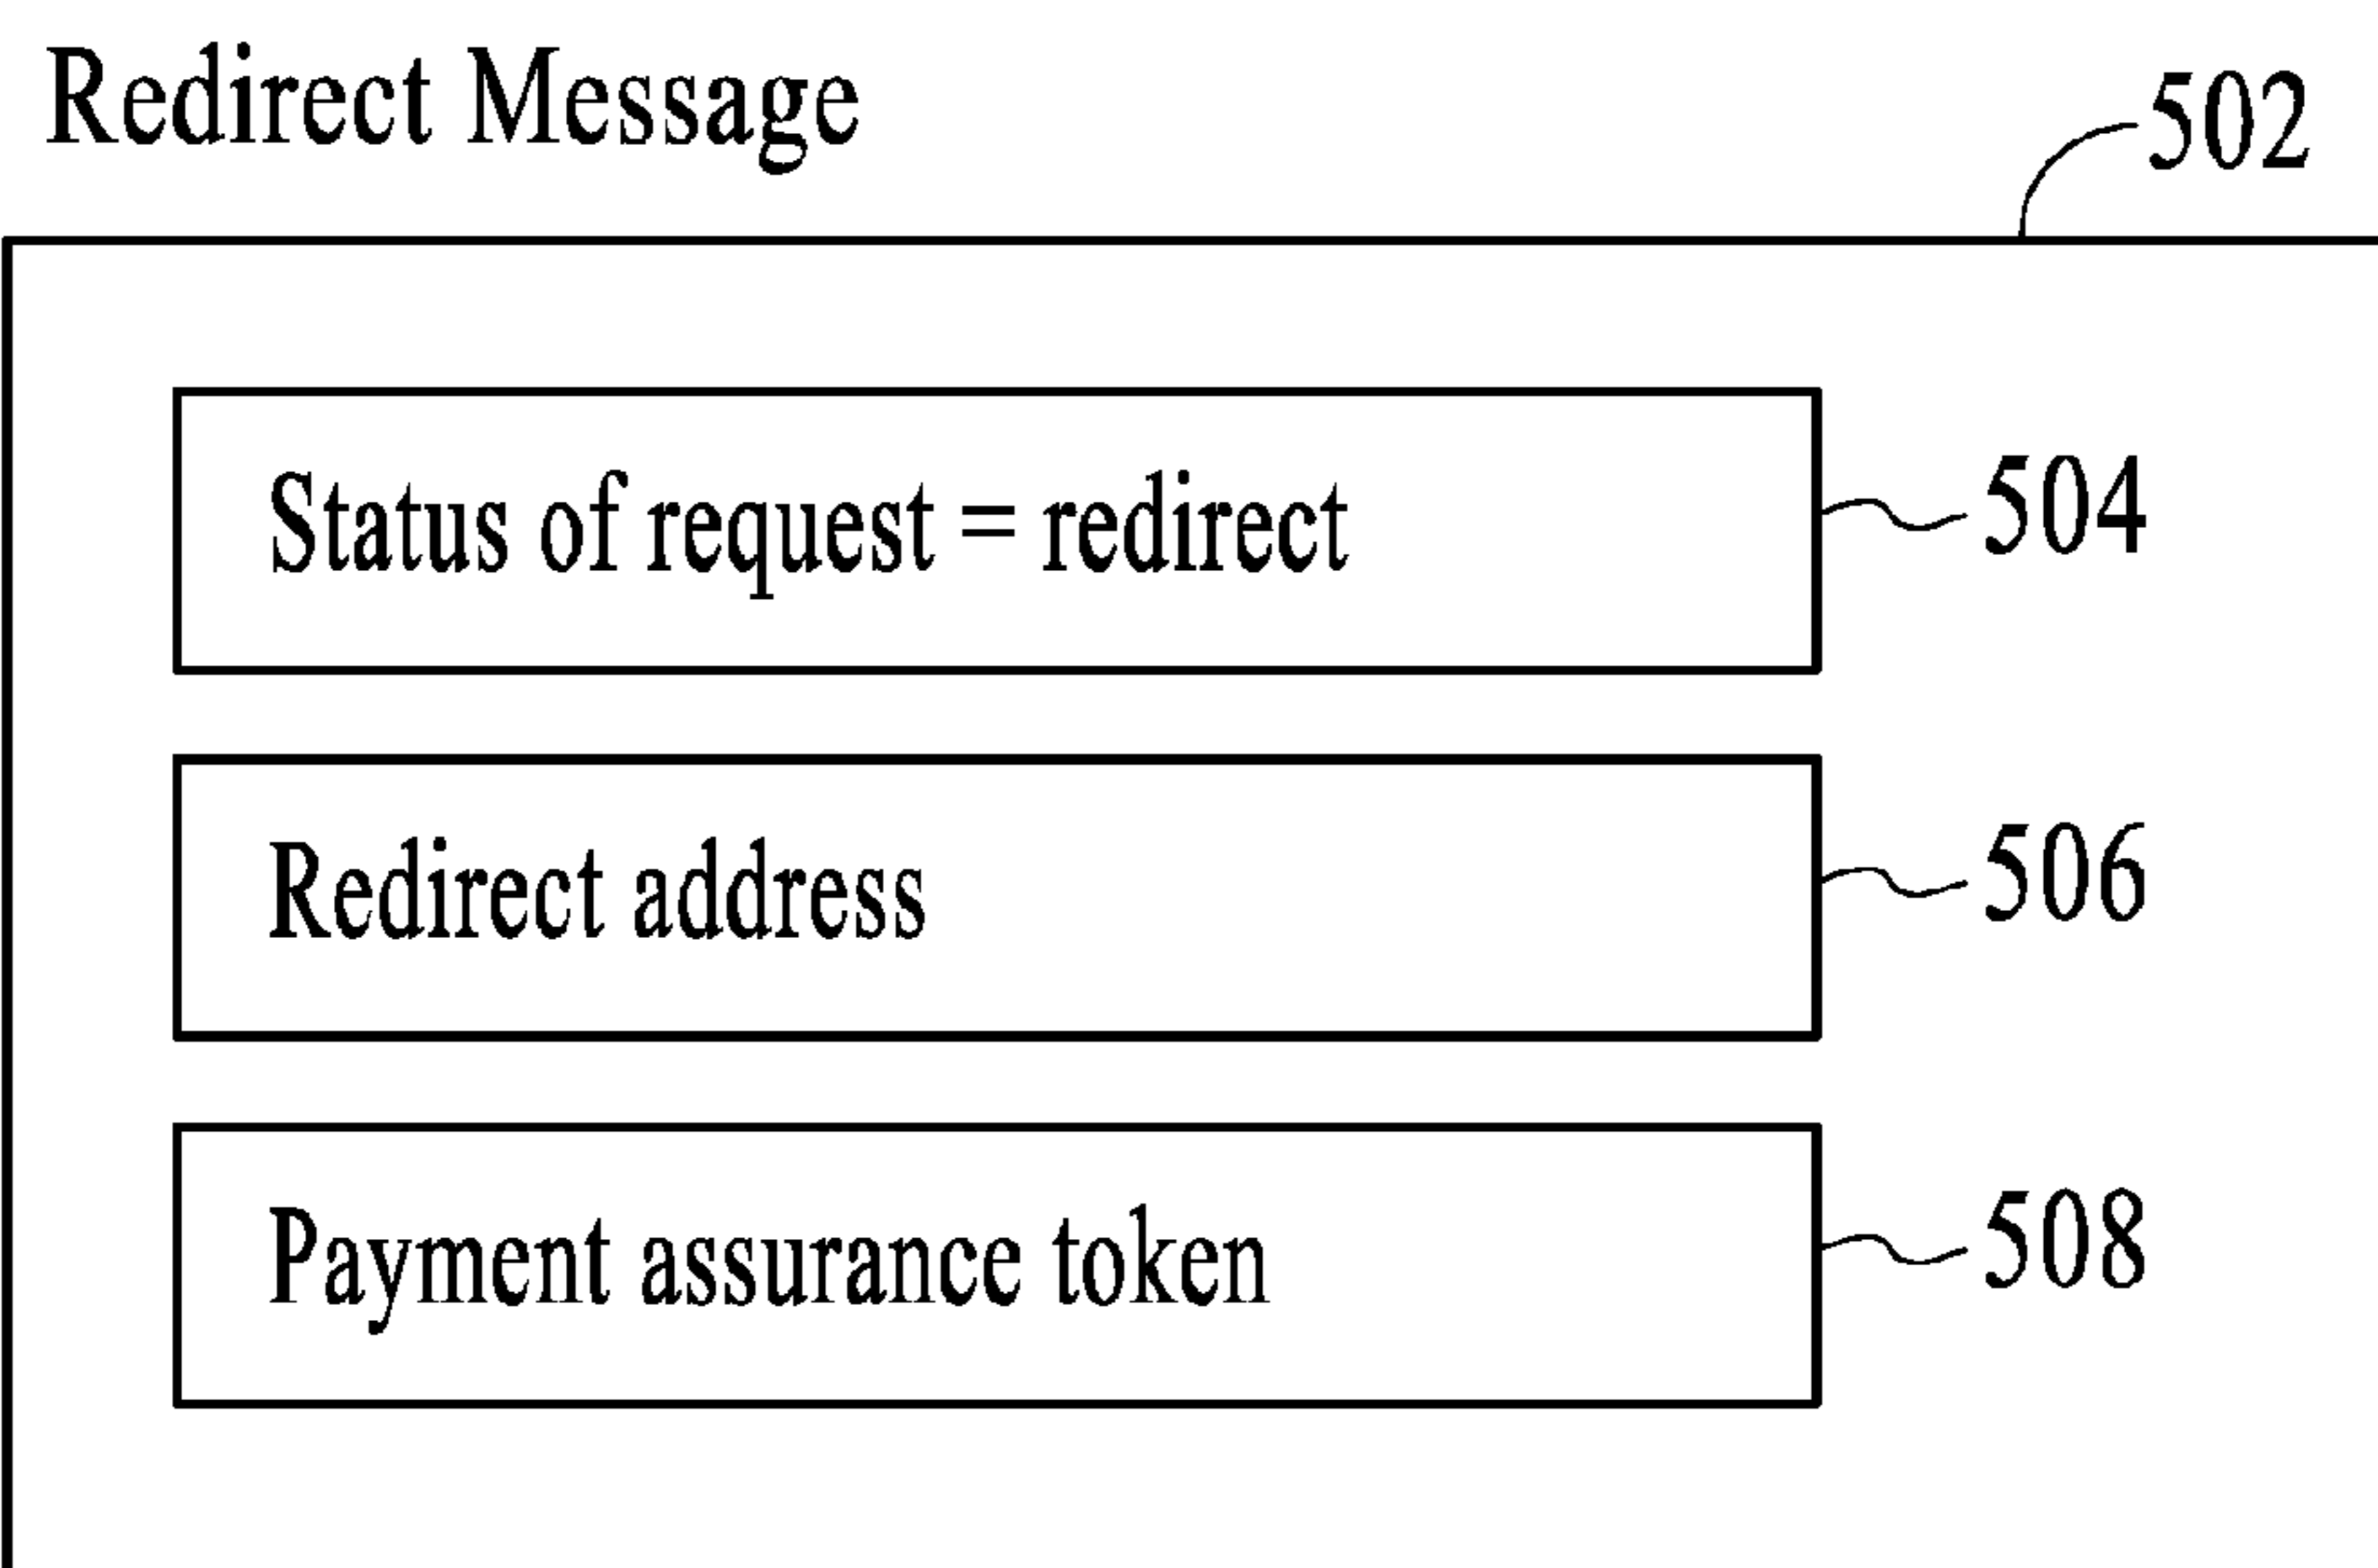 Redirect Message
502
Status of request = redirect
504
Redirect address
506
Payment assurance token
508